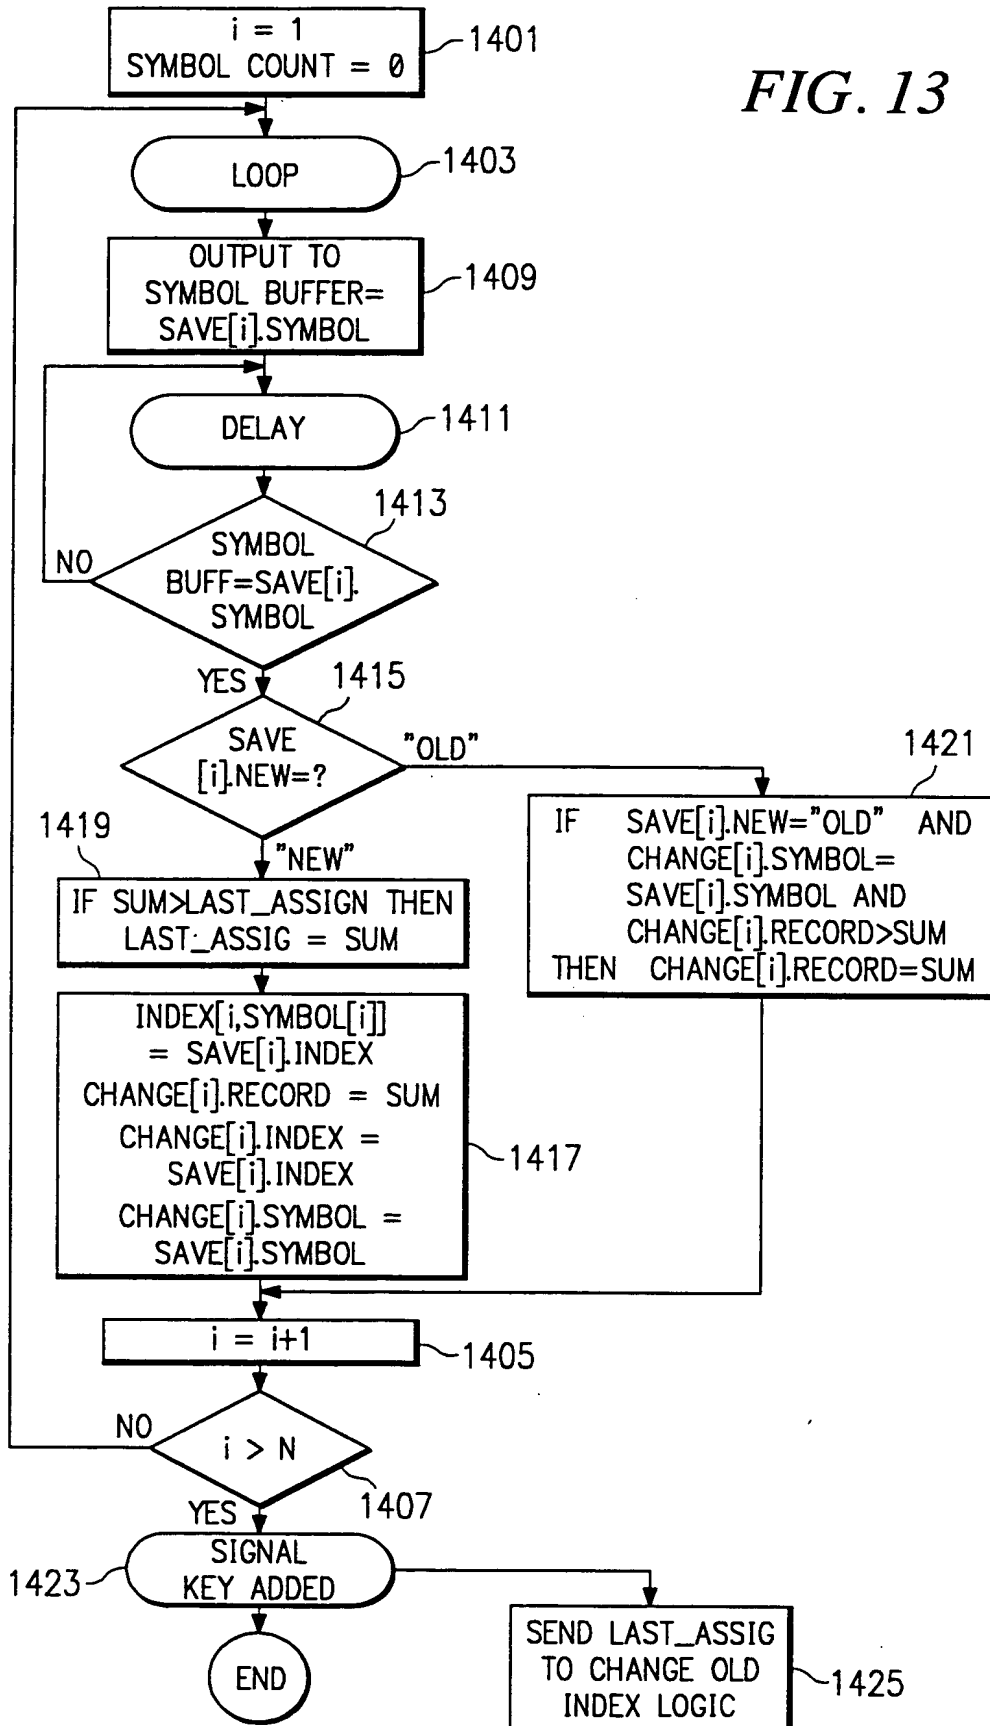 i = 1
SYMBOL COUNT = 0
1401
FIG. 13
LOOP
1403
OUTPUT TO
SYMBOL BUFFER=
SAVE[i].SYMBOL
1409
DELAY
1411
1413
SYMBOL
BUFF=SAVE[i].
SYMBOL
NO
YES
1415
SAVE
[i].NEW=?
"OLD"
1421
IF SAVE[i].NEW="OLD" AND
CHANGE[i].SYMBOL=
SAVE[i].SYMBOL AND
CHANGE[i].RECORD>SUM
THEN CHANGE[i].RECORD=SUM
1419
"NEW"
IF SUM>LAST_ASSIGN THEN
LAST_ASSIG = SUM
INDEX[i,SYMBOL[i]]
= SAVE[i].INDEX
CHANGE[i].RECORD = SUM
CHANGE[i].INDEX =
SAVE[i].INDEX
CHANGE[i].SYMBOL =
SAVE[i].SYMBOL
1417
i = i+1
1405
NO
i > N
1407
YES
SIGNAL
KEY ADDED
1423
END
SEND LAST_ASSIG
TO CHANGE OLD
INDEX LOGIC
1425